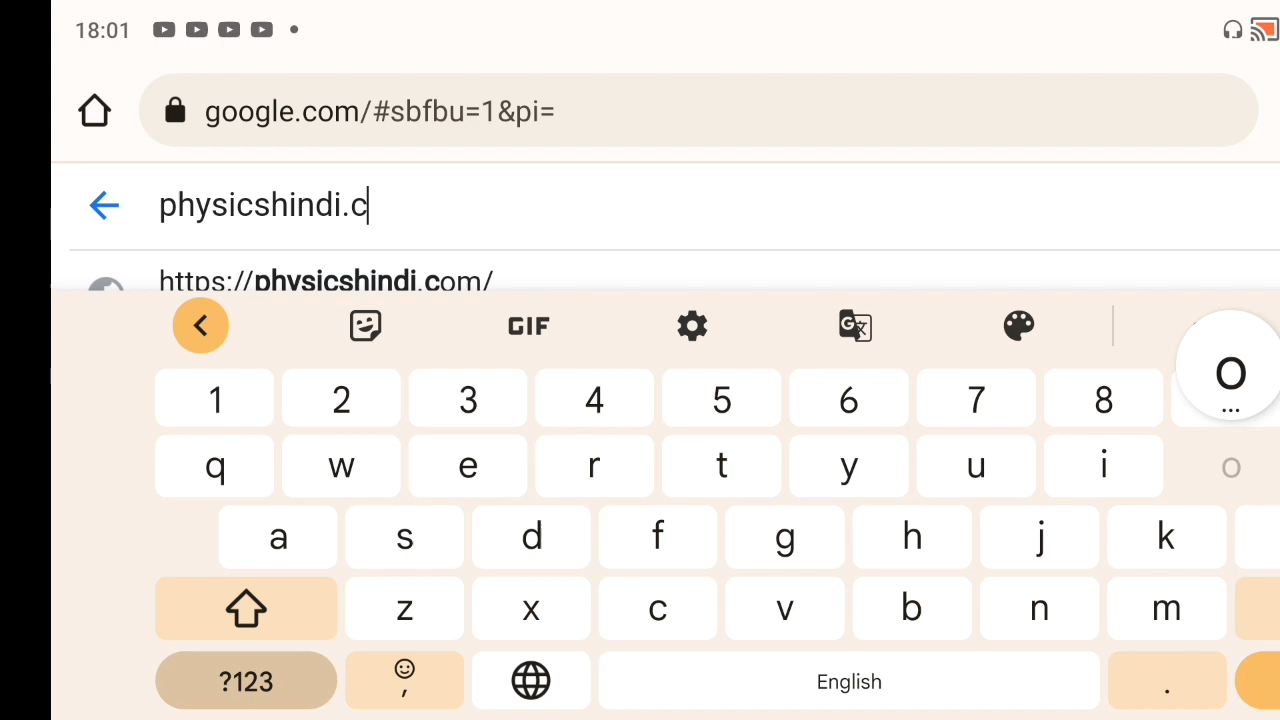 18:01
google.com/#sbfbu=1&pi=
physicshindi.c
https://physicshindi.com/
GIF
G 文
1 2 3 4 5 6 7 8
o
...
q w e r t y u i o
a s d f g h j k
z x c v b n m
?123 , English .